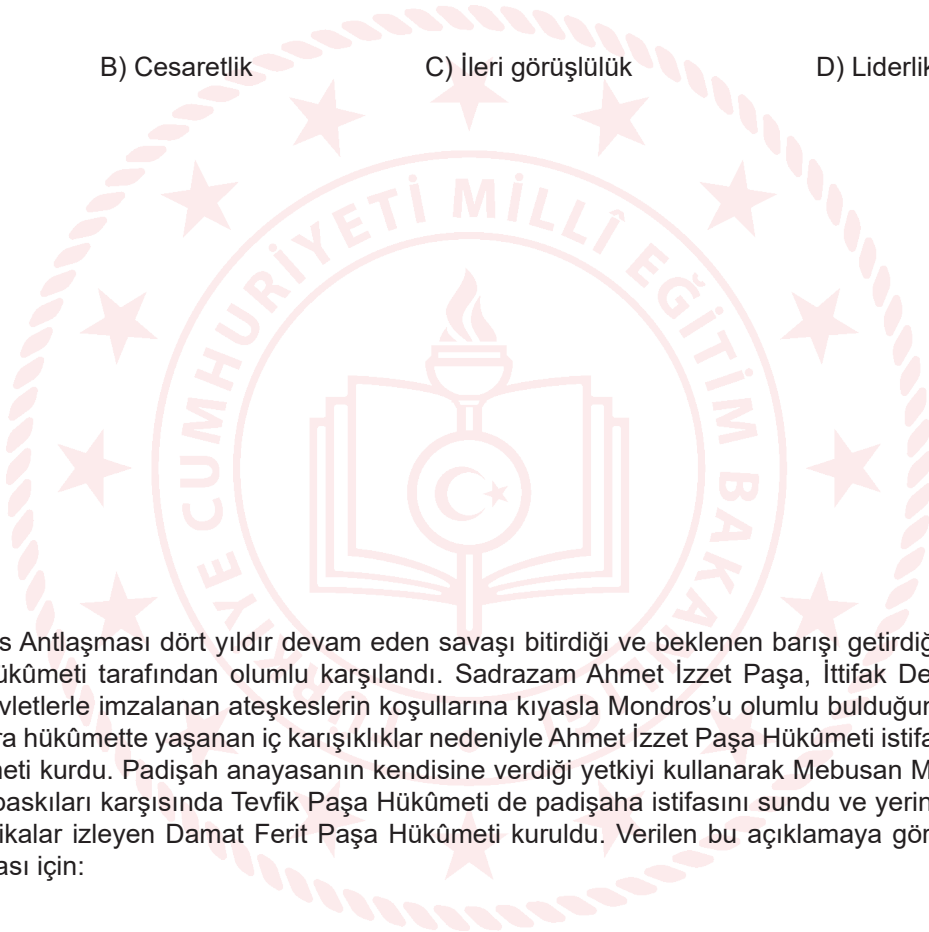 B) Cesaretlik C) İleri görüşlülük D) Liderlik
TÜRKİYE CUMHURİYETİ MİLLÎ EĞİTİM BAKANLIĞI
s Antlaşması dört yıldır devam eden savaşı bitirdiği ve beklenen barışı getirdiğ
ükûmeti tarafından olumlu karşılandı. Sadrazam Ahmet İzzet Paşa, İttifak De
vletlerle imzalanan ateşkeslerin koşullarına kıyasla Mondros’u olumlu bulduğun
ra hükûmette yaşanan iç karışıklıklar nedeniyle Ahmet İzzet Paşa Hükûmeti istifa
neti kurdu. Padişah anayasanın kendisine verdiği yetkiyi kullanarak Mebusan M
baskıları karşısında Tevfik Paşa Hükûmeti de padişaha istifasını sundu ve yerin
ikalar izleyen Damat Ferit Paşa Hükûmeti kuruldu. Verilen bu açıklamaya gör
ası için: